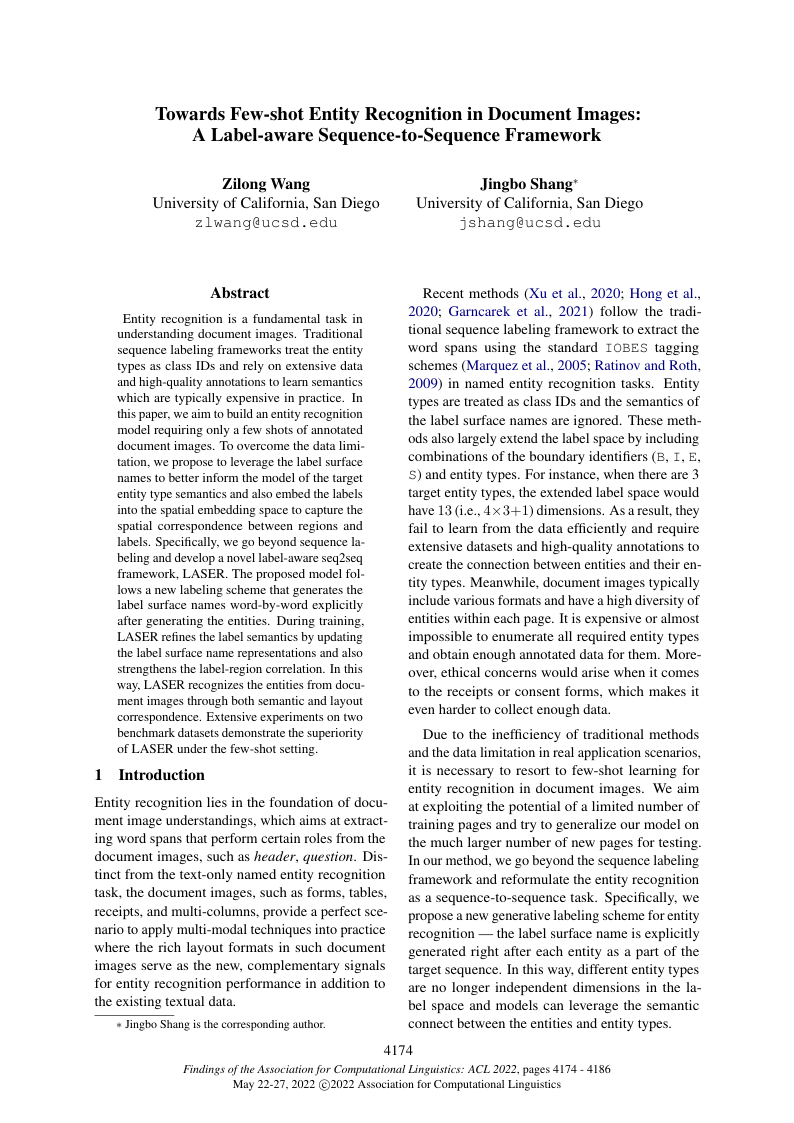 Towards Few-shot Entity Recognition in Document Images:
A Label-aware Sequence-to-Sequence Framework
Zilong Wang
University of California, San Diego
zlwang@ucsd.edu
Jingbo Shang∗
University of California, San Diego
jshang@ucsd.edu
Abstract
Entity recognition is a fundamental task in
understanding document images. Traditional
sequence labeling frameworks treat the entity
types as class IDs and rely on extensive data
and high-quality annotations to learn semantics
which are typically expensive in practice. In
this paper, we aim to build an entity recognition
model requiring only a few shots of annotated
document images. To overcome the data limi-
tation, we propose to leverage the label surface
names to better inform the model of the target
entity type semantics and also embed the labels
into the spatial embedding space to capture the
spatial correspondence between regions and
labels. Specifically, we go beyond sequence la-
beling and develop a novel label-aware seq2seq
framework, LASER. The proposed model fol-
lows a new labeling scheme that generates the
label surface names word-by-word explicitly
after generating the entities. During training,
LASER refines the label semantics by updating
the label surface name representations and also
strengthens the label-region correlation. In this
way, LASER recognizes the entities from docu-
ment images through both semantic and layout
correspondence. Extensive experiments on two
benchmark datasets demonstrate the superiority
of LASER under the few-shot setting.
1 Introduction
Entity recognition lies in the foundation of docu-
ment image understandings, which aims at extract-
ing word spans that perform certain roles from the
document images, such as header, question. Dis-
tinct from the text-only named entity recognition
task, the document images, such as forms, tables,
receipts, and multi-columns, provide a perfect sce-
nario to apply multi-modal techniques into practice
where the rich layout formats in such document
images serve as the new, complementary signals
for entity recognition performance in addition to
the existing textual data.
∗ Jingbo Shang is the corresponding author.
Recent methods (Xu et al., 2020; Hong et al.,
2020; Garncarek et al., 2021) follow the tradi-
tional sequence labeling framework to extract the
word spans using the standard IOBES tagging
schemes (Marquez et al., 2005; Ratinov and Roth,
2009) in named entity recognition tasks. Entity
types are treated as class IDs and the semantics of
the label surface names are ignored. These meth-
ods also largely extend the label space by including
combinations of the boundary identifiers (B, I, E,
S) and entity types. For instance, when there are 3
target entity types, the extended label space would
have 13 (i.e., 4×3+1) dimensions. As a result, they
fail to learn from the data efficiently and require
extensive datasets and high-quality annotations to
create the connection between entities and their en-
tity types. Meanwhile, document images typically
include various formats and have a high diversity of
entities within each page. It is expensive or almost
impossible to enumerate all required entity types
and obtain enough annotated data for them. More-
over, ethical concerns would arise when it comes
to the receipts or consent forms, which makes it
even harder to collect enough data.
Due to the inefficiency of traditional methods
and the data limitation in real application scenarios,
it is necessary to resort to few-shot learning for
entity recognition in document images. We aim
at exploiting the potential of a limited number of
training pages and try to generalize our model on
the much larger number of new pages for testing.
In our method, we go beyond the sequence labeling
framework and reformulate the entity recognition
as a sequence-to-sequence task. Specifically, we
propose a new generative labeling scheme for entity
recognition — the label surface name is explicitly
generated right after each entity as a part of the
target sequence. In this way, different entity types
are no longer independent dimensions in the la-
bel space and models can leverage the semantic
connect between the entities and entity types.
4174
Findings of the Association for Computational Linguistics: ACL 2022, pages 4174 - 4186
May 22-27, 2022 ©2022 Association for Computational Linguistics